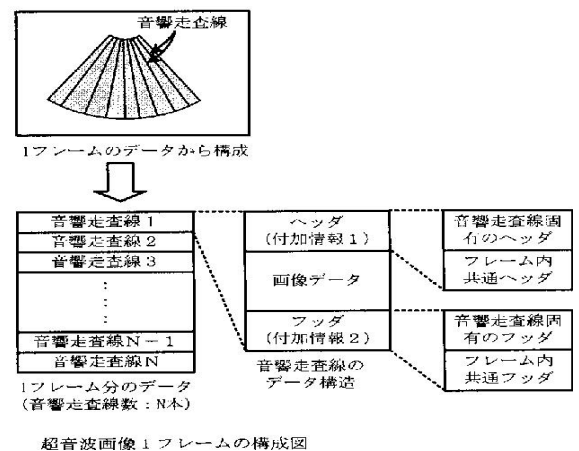 音響走査線
1フレームのデータから構成
音響走査線1
音響走査線2
音響走査線3
:
:
音響走査線N-1
音響走査線N
1フレーム分のデータ
(音響走査線数:N本)
ヘッダ
(付加情報1)
画像データ
フッダ
(付加情報2)
音響走査線の
データ構造
音響走査線固
有のヘッダ
フレーム内
共通ヘッダ
音響走査線固
有のフッダ
フレーム内
共通フッダ
超音波画像1フレームの構成図